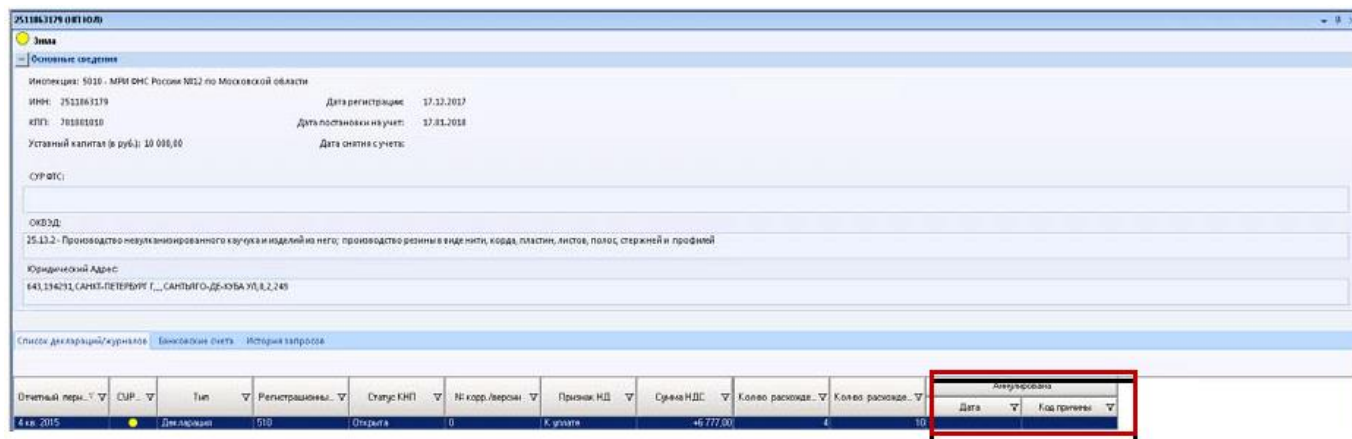 2511863179 (НП ЮЛ)
Зима
Основные сведения
Инспекция: 5010 - МРИ ФНС России №12 по Московской области
ИНН: 2511863179 Дата регистрации: 17.12.2017
КПП: 701801010 Дата постановки на учет: 17.01.2018
Уставный капитал (в руб.): 10 000,00 Дата снятия с учета:
СУР ФТС:
ОКВЭД:
25.13.2 - Производство невулканизированного каучука и изделий из него; производство резины в виде нити, корда, пластин, листов, полос, стержней и профилей
Юридический Адрес:
643,194291,САНКТ-ПЕТЕРБУРГ Г,,,САНТЬЯГО-ДЕ-КУБА УЛ,8,2,249
Список деклараций/журналов Банковские счета История запросов
Аннулирована
Отчетный пери... СУР... Тип Регистрационны... Статус КНП № корр./версии Признак НД Сумма НДС Кол-во расхожде... Кол-во расхожде... Дата Код причины
4 кв. 2015 Декларация 510 Открыта 0 К уплате +6 777,00 4 10